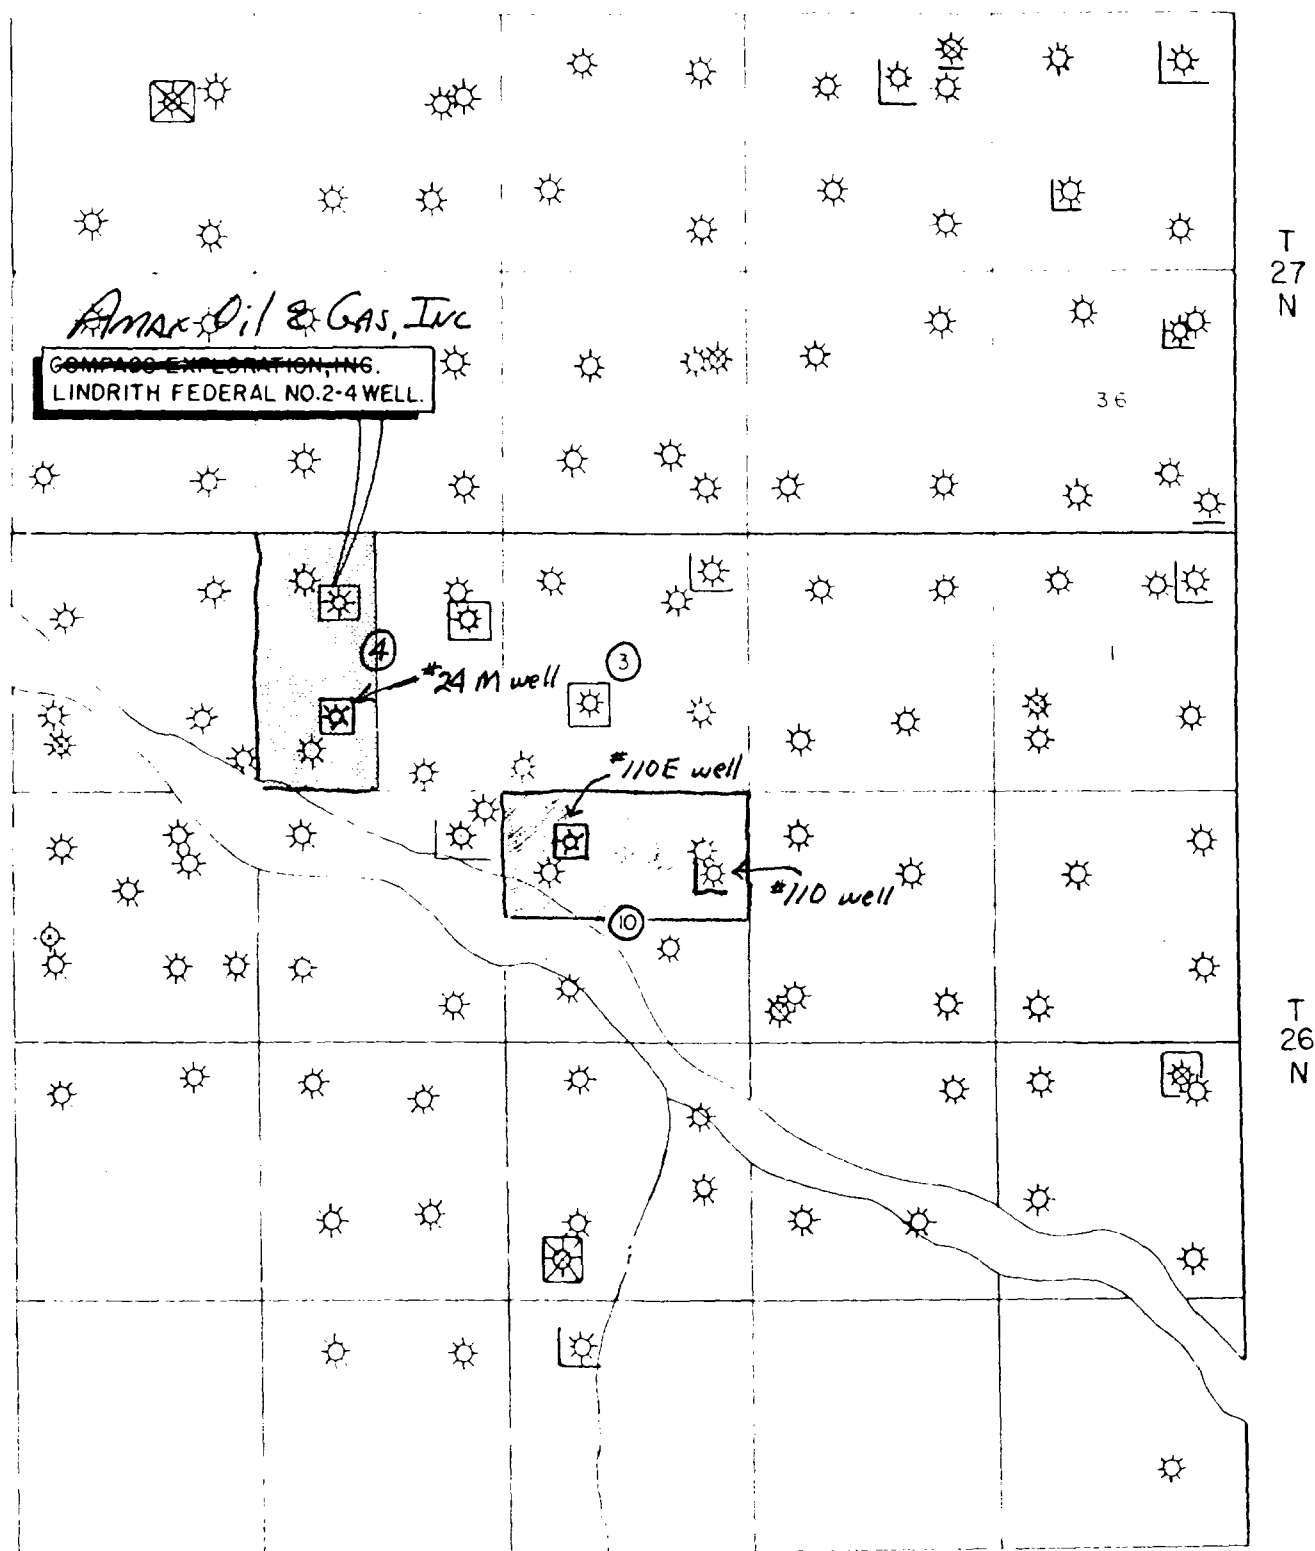 T
27
N
Amax Oil & Gas, Inc
COMPASS EXPLORATION, INC.
LINDRITH FEDERAL NO.2-4 WELL.
36
4
#24 M well
3
1
#110E well
#110 well
10
T
26
N